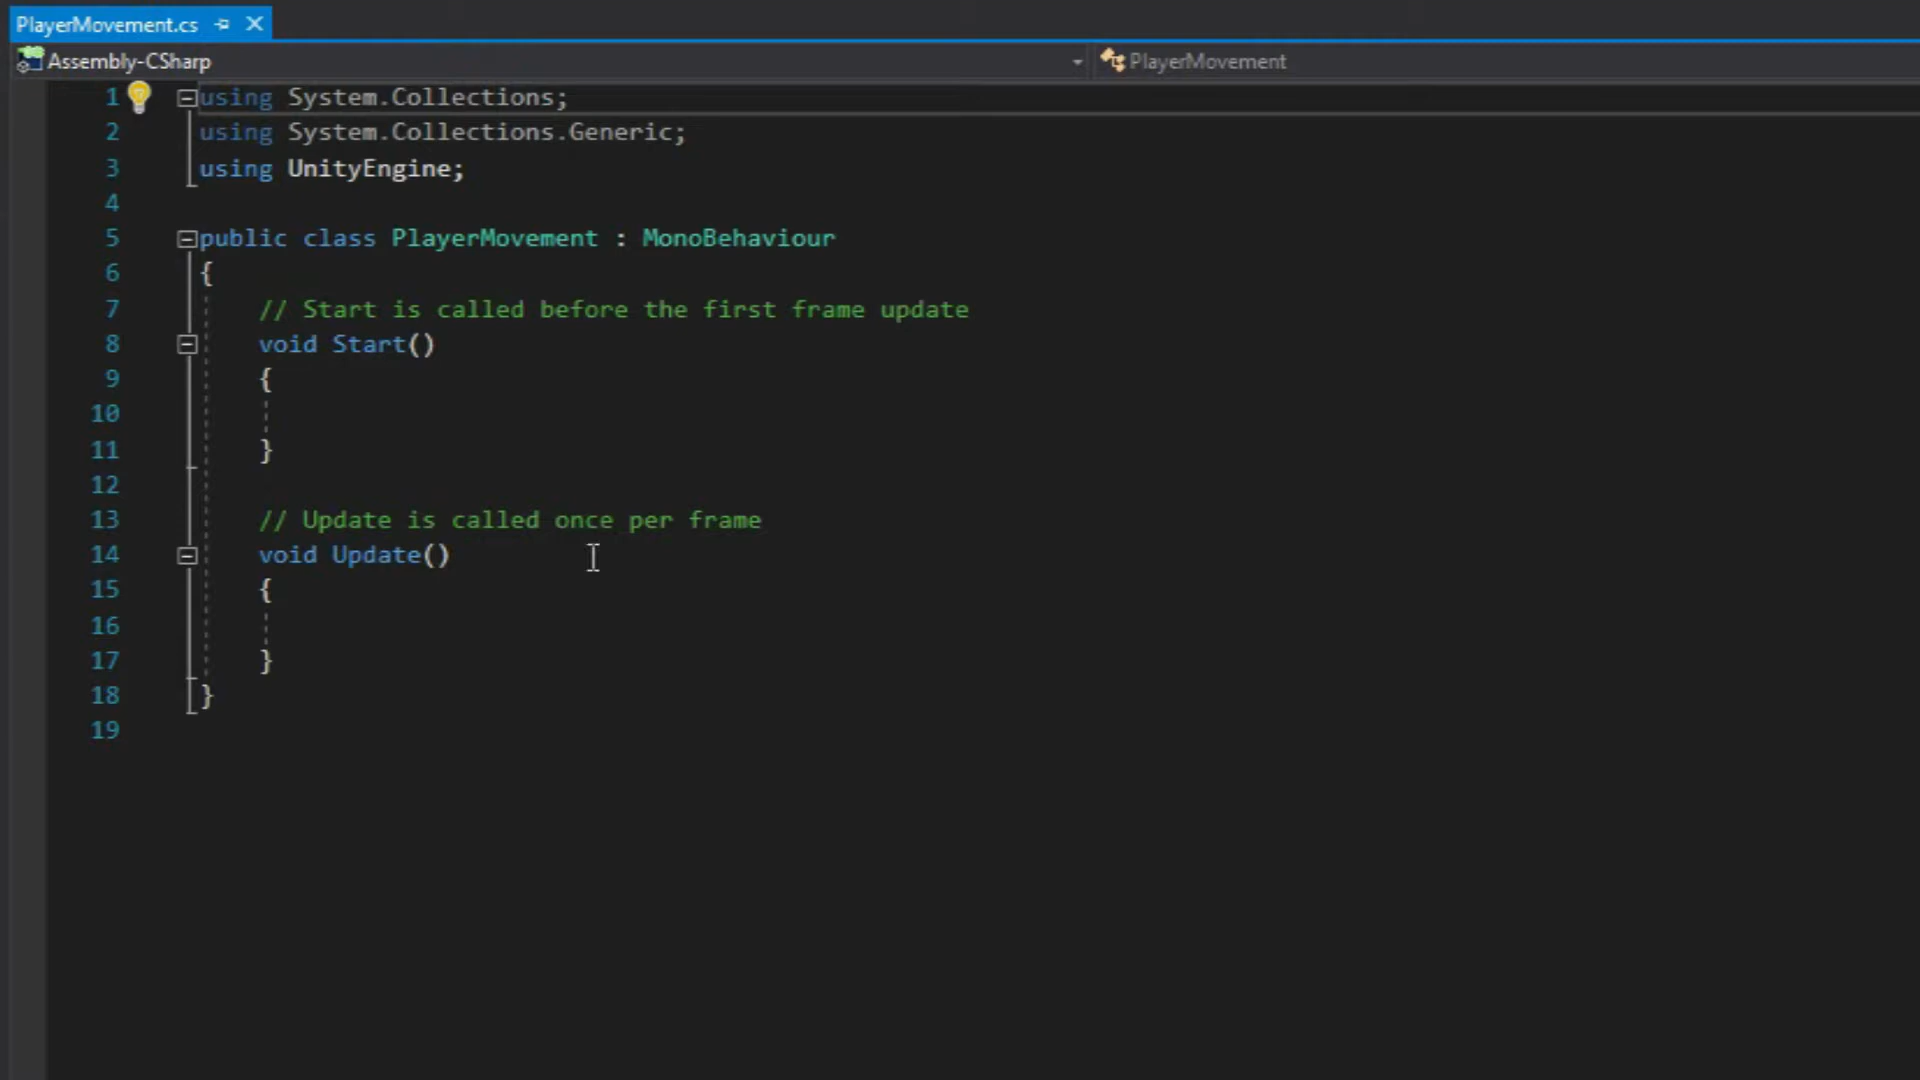 PlayerMovement.cs
Assembly-CSharp PlayerMovement
1 using System.Collections;
2 using System.Collections.Generic;
3 using UnityEngine;
4
5 public class PlayerMovement : MonoBehaviour
6 {
7 // Start is called before the first frame update
8 void Start()
9 {
10
11 }
12
13 // Update is called once per frame
14 void Update()
15 {
16
17 }
18 }
19